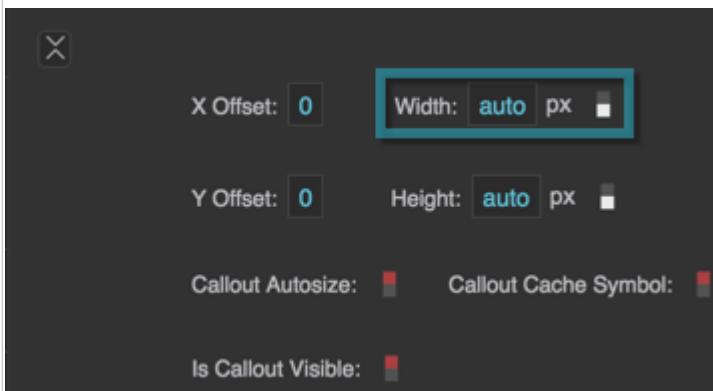 X Offset: 0 Width: auto px
Y Offset: 0 Height: auto px
Callout Autosize: Callout Cache Symbol:
Is Callout Visible: